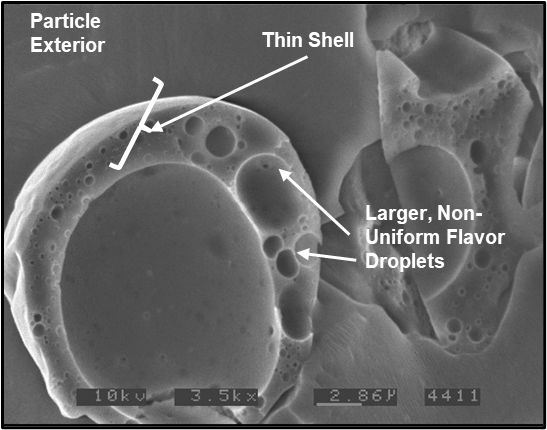 Particle
Exterior
Thin Shell
Larger, Non-
Uniform Flavor
Droplets
10kv 3.5kx 2.86µ 4411